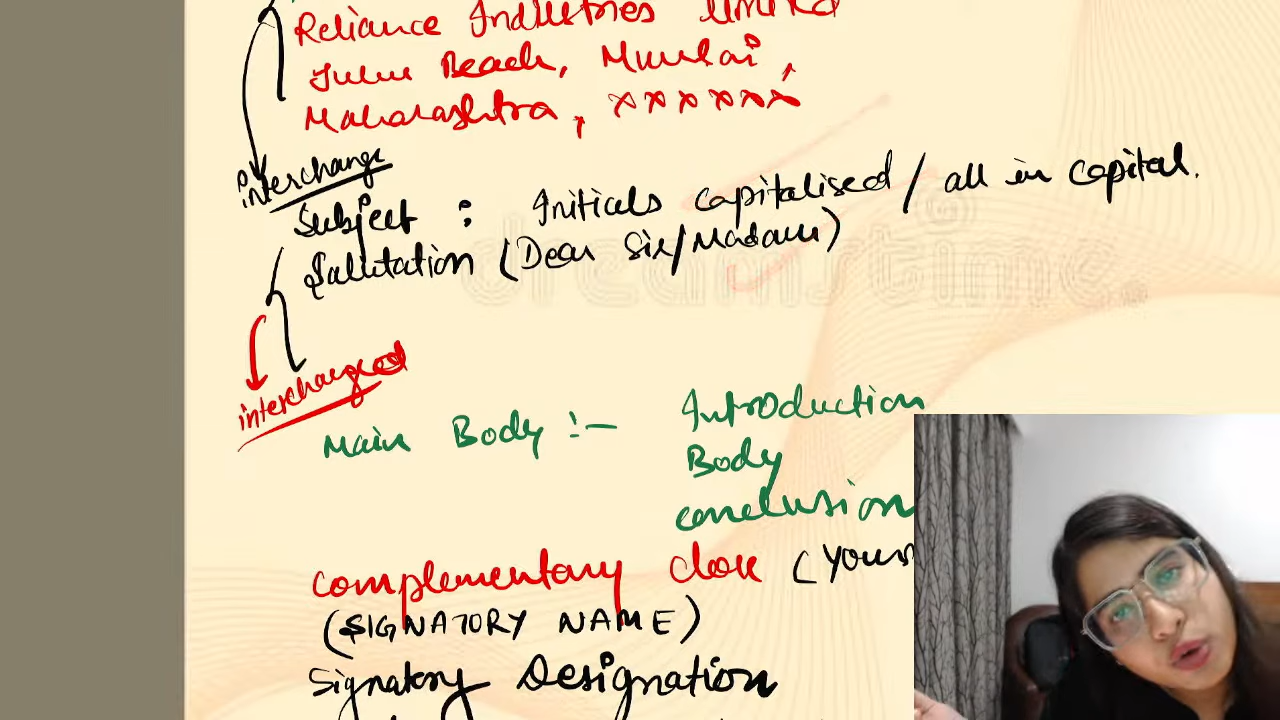 Reliance Industries Limited
Juhu Beach, Mumbai,
Maharashtra, xxxxxx
interchange
Subject : Initials capitalised / all in capital.
Salutation (Dear Sir/Madam)
dreamstime
interchanged
Main Body :- Introduction
Body
conclusion
complementary close (Yours
(SIGNATORY NAME)
Signatory Designation